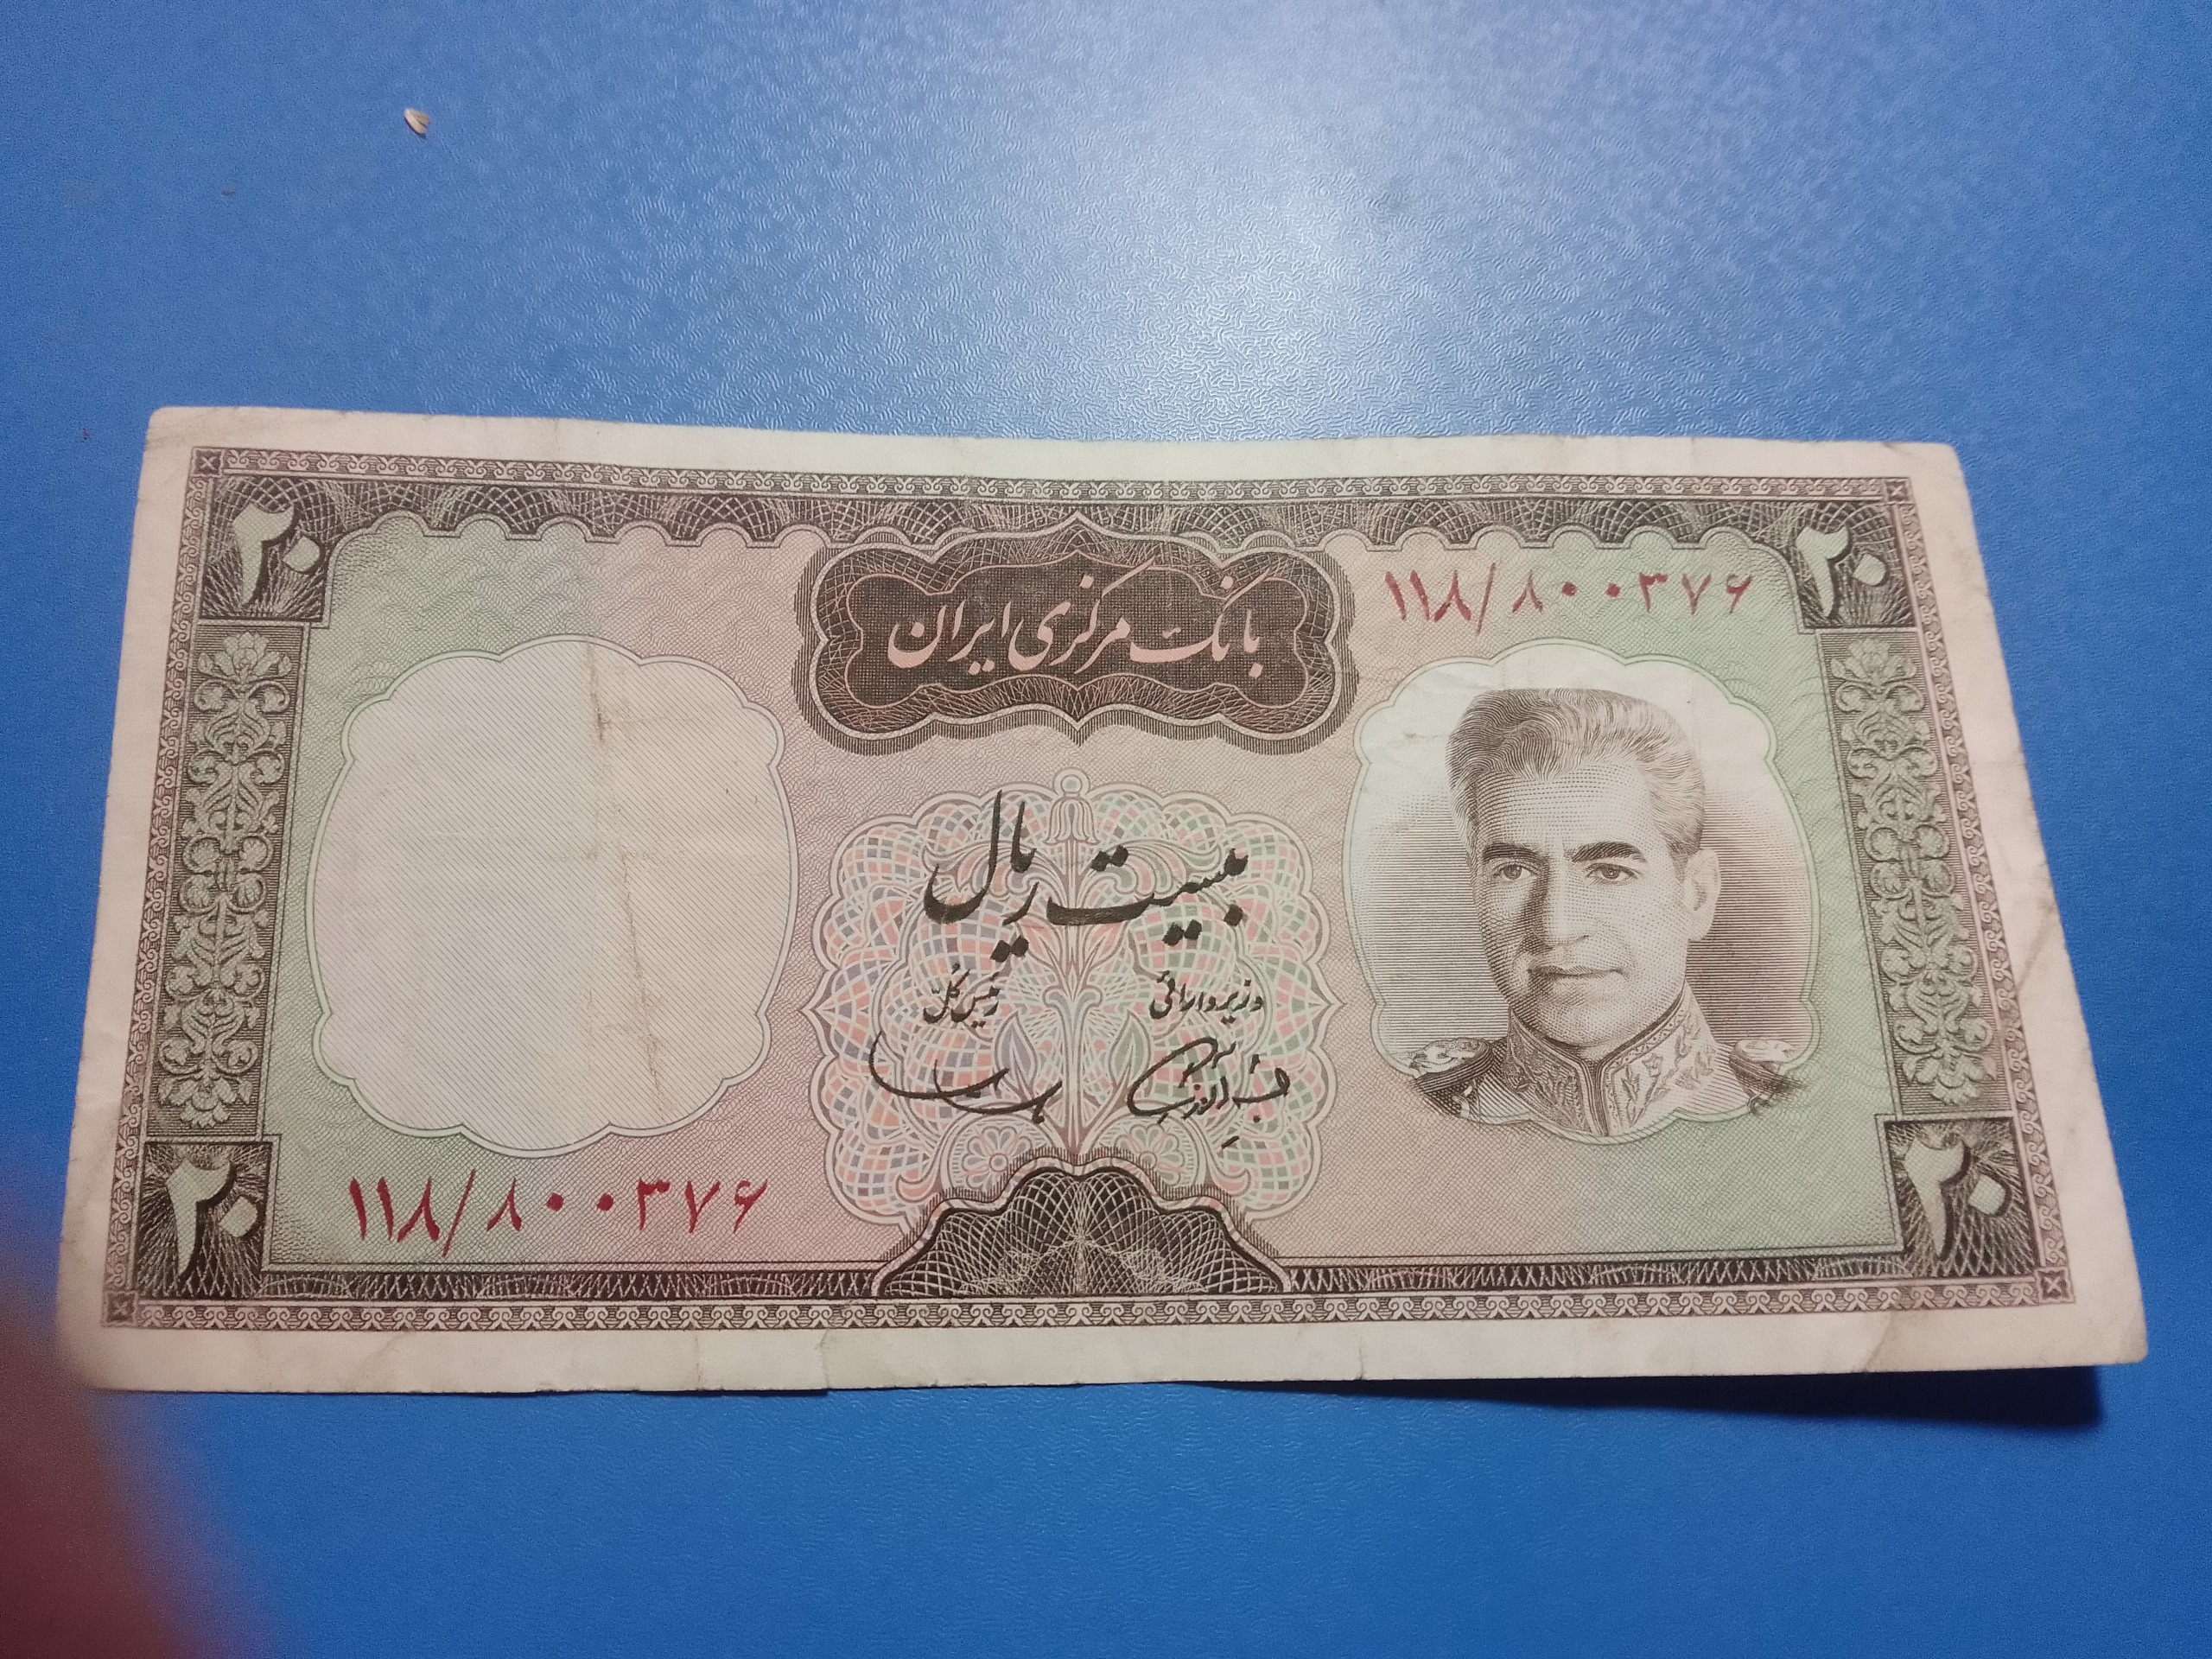 ۲۰
۲۰
بانک مرکزی ایران
۱۱۸/۸۰۰۳۷۶
بیست ریال
وزیر دارائی
رئیس کل
۱۱۸/۸۰۰۳۷۶
۲۰
۲۰